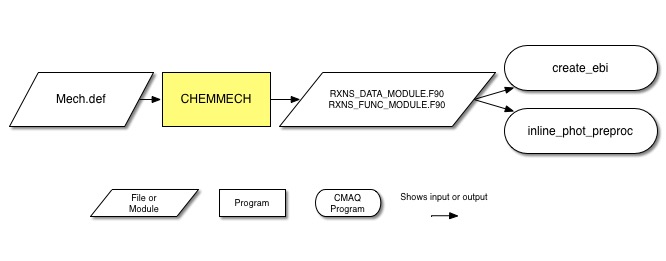 create_ebi
Mech.def
CHEMMECH
RXNS_DATA_MODULE.F90
RXNS_FUNC_MODULE.F90
inline_phot_preproc
File or
Module
Program
CMAQ
Program
Shows input or output